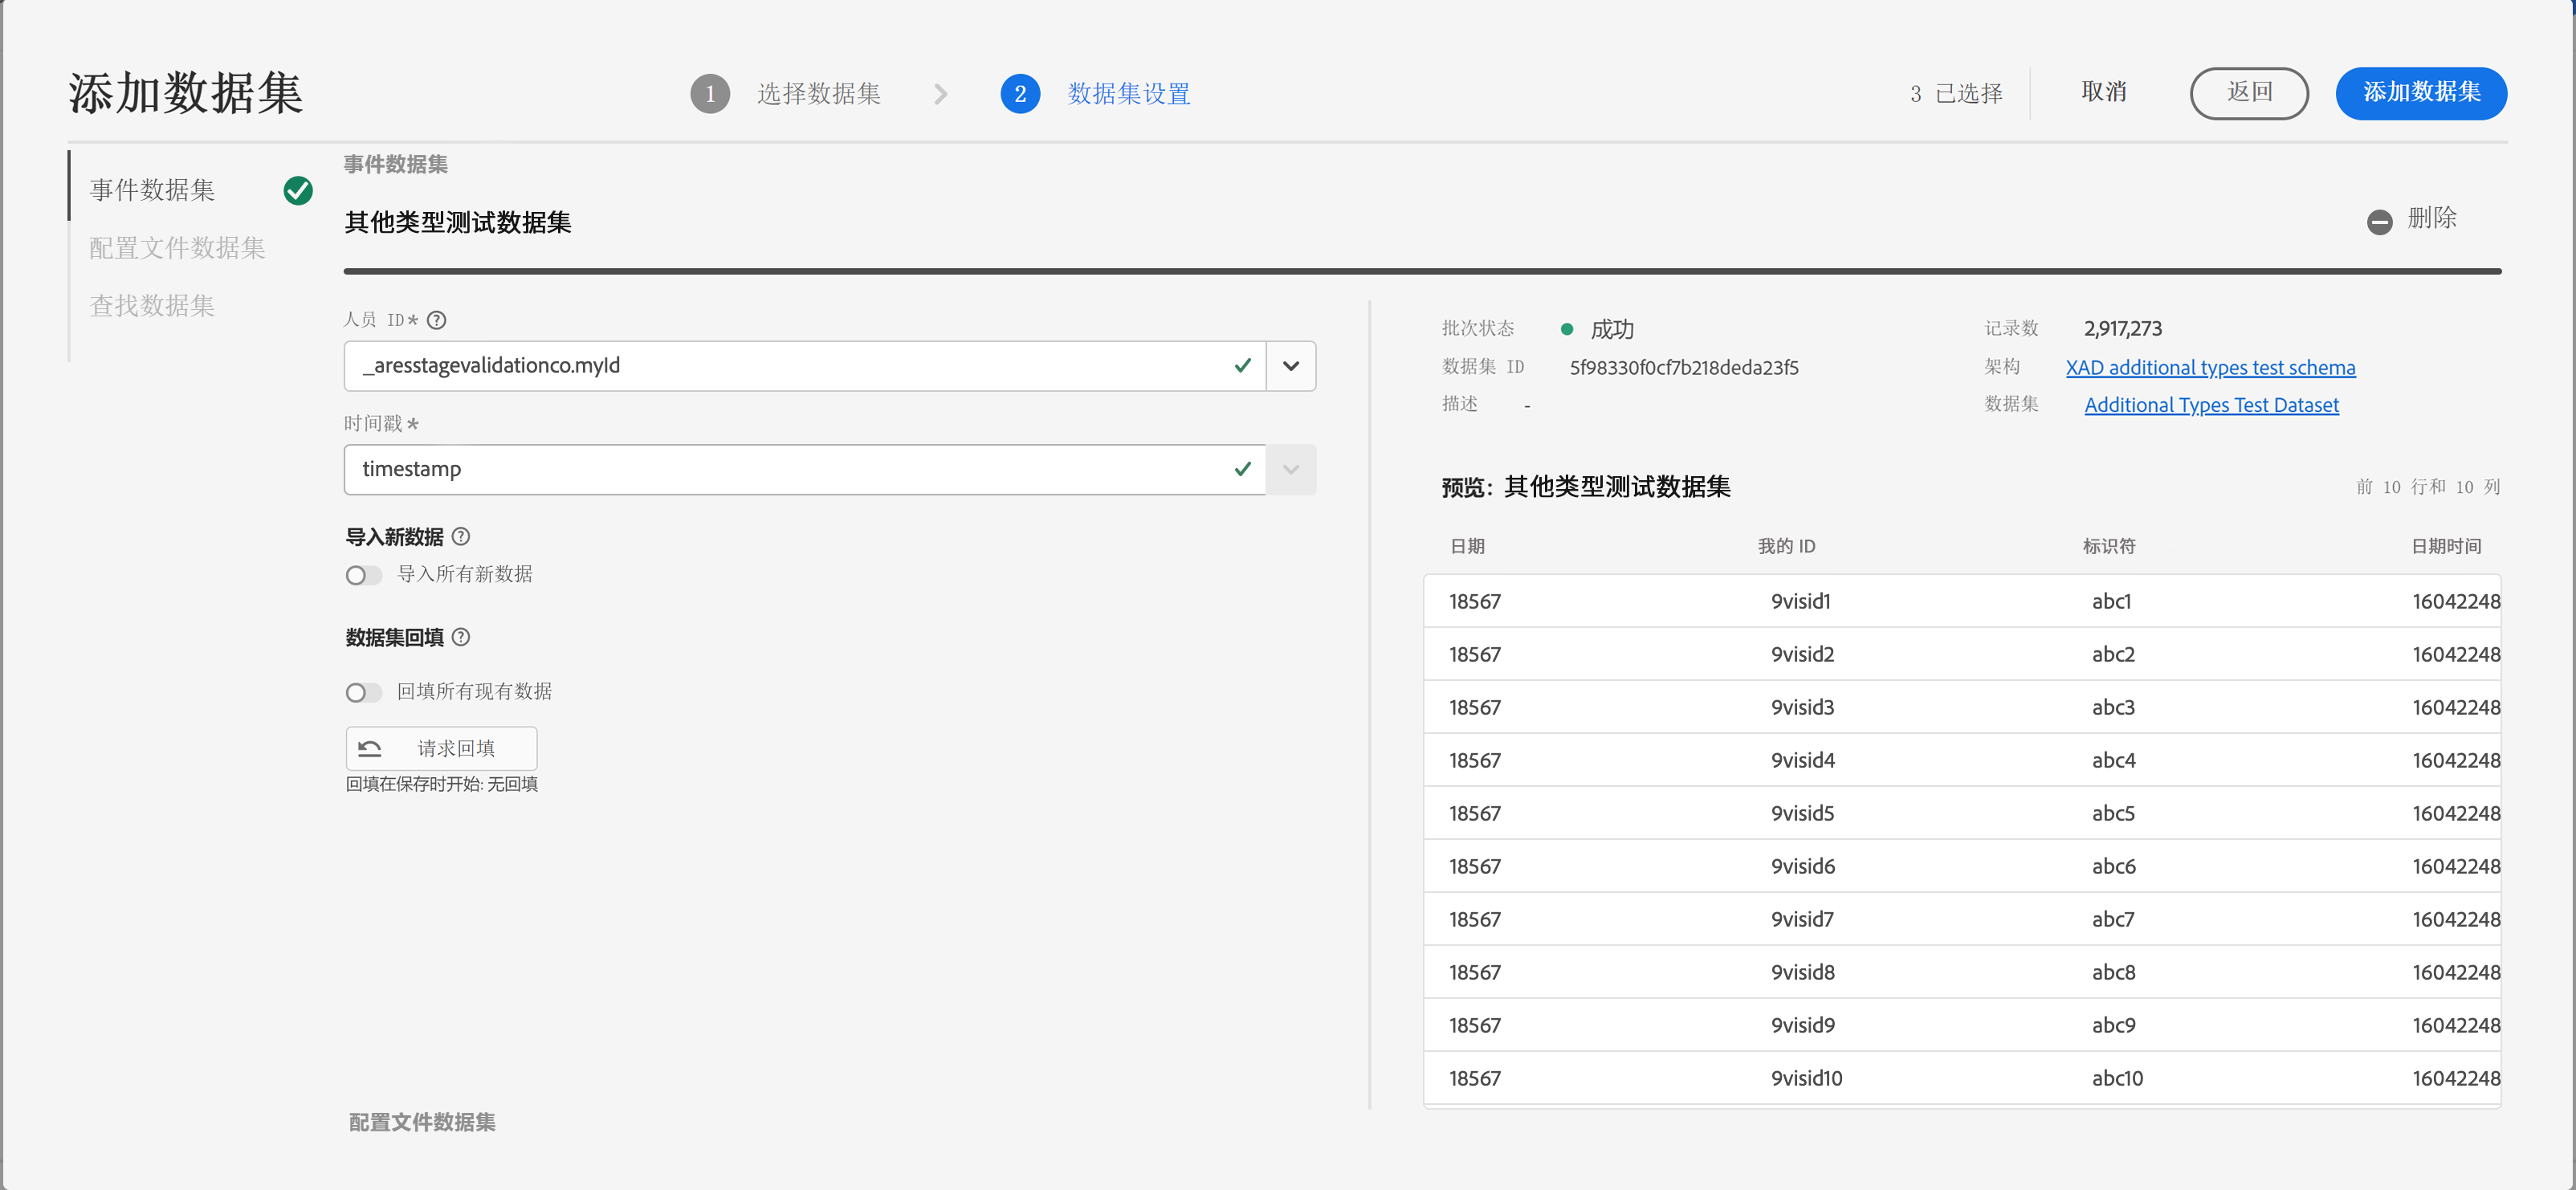 添加数据集
1 选择数据集
2 数据集设置
3 已选择
取消
返回
添加数据集
事件数据集
配置文件数据集
查找数据集
事件数据集
其他类型测试数据集
删除
人员 ID*
_aresstagevalidationco.myId
时间戳*
timestamp
导入新数据
导入所有新数据
数据集回填
回填所有现有数据
请求回填
回填在保存时开始: 无回填
批次状态 成功
记录数 2,917,273
数据集 ID 5f98330f0cf7b218deda23f5
架构 XAD additional types test schema
描述 -
数据集 Additional Types Test Dataset
预览：其他类型测试数据集
前 10 行和 10 列
日期 我的 ID 标识符 日期时间
18567 9visid1 abc1 16042248
18567 9visid2 abc2 16042248
18567 9visid3 abc3 16042248
18567 9visid4 abc4 16042248
18567 9visid5 abc5 16042248
18567 9visid6 abc6 16042248
18567 9visid7 abc7 16042248
18567 9visid8 abc8 16042248
18567 9visid9 abc9 16042248
18567 9visid10 abc10 16042248
配置文件数据集